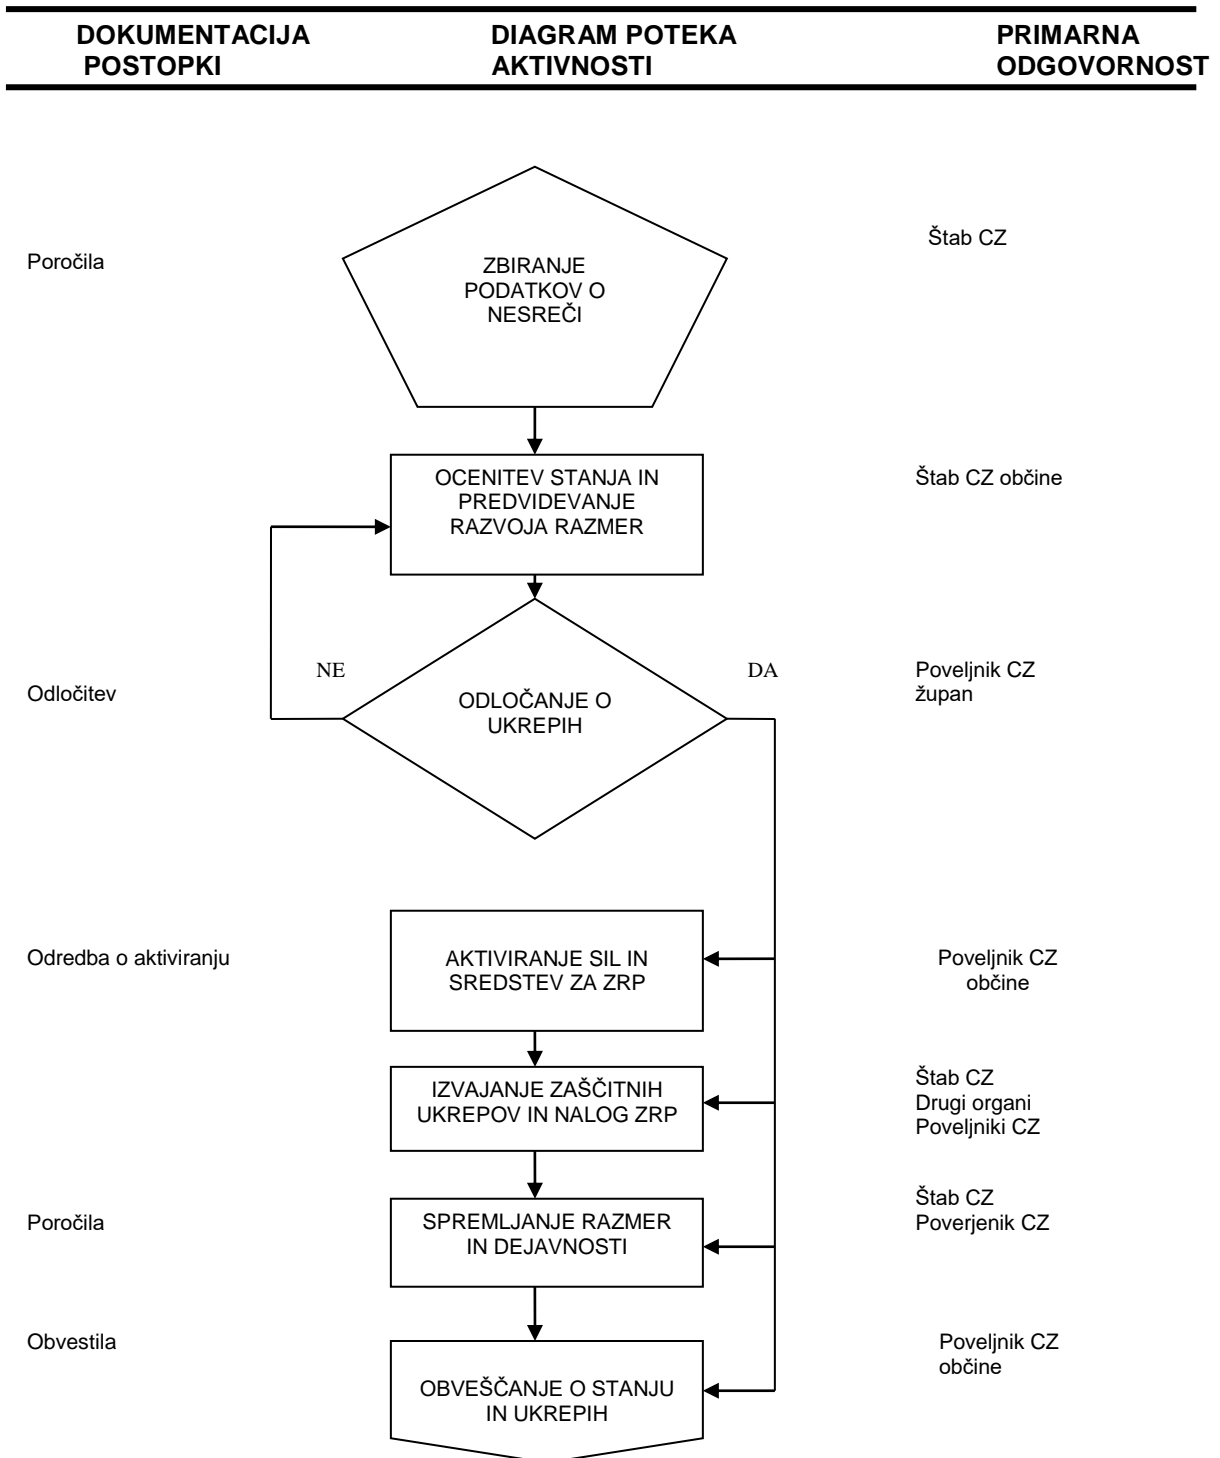 DOKUMENTACIJA DIAGRAM POTEKA PRIMARNA
POSTOPKI AKTIVNOSTI ODGOVORNOST
Poročila
ZBIRANJE
PODATKOV O
NESREČI
Štab CZ
OCENITEV STANJA IN
PREDVIDEVANJE
RAZVOJA RAZMER
Štab CZ občine
NE
DA
Odločitev
ODLOČANJE O
UKREPIH
Poveljnik CZ
župan
Odredba o aktiviranju
AKTIVIRANJE SIL IN
SREDSTEV ZA ZRP
Poveljnik CZ
občine
IZVAJANJE ZAŠČITNIH
UKREPOV IN NALOG ZRP
Štab CZ
Drugi organi
Poveljniki CZ
Poročila
SPREMLJANJE RAZMER
IN DEJAVNOSTI
Štab CZ
Poverjenik CZ
Obvestila
OBVEŠČANJE O STANJU
IN UKREPIH
Poveljnik CZ
občine